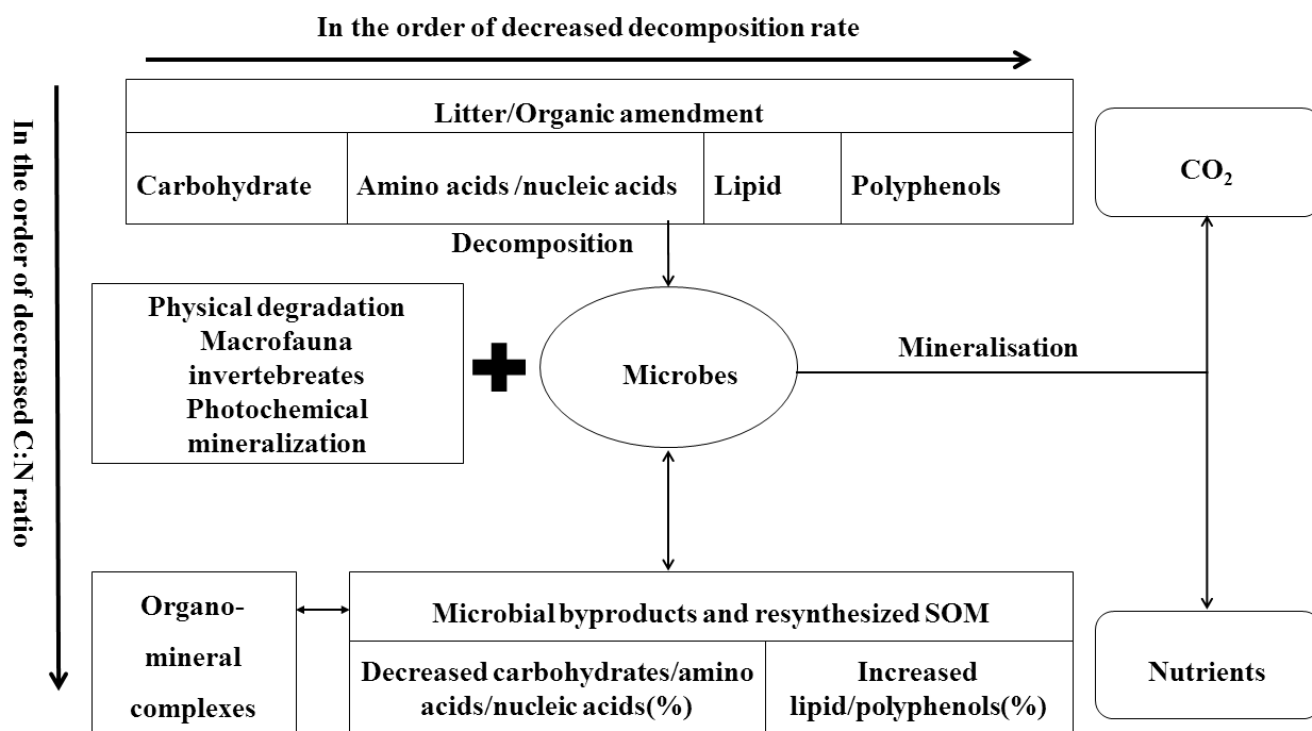 In the order of decreased decomposition rate
In the order of decreased C:N ratio
Litter/Organic amendment
Carbohydrate
Amino acids /nucleic acids
Lipid
Polyphenols
CO₂
Decomposition
Physical degradation
Macrofauna
invertebreates
Photochemical
mineralization
Microbes
Mineralisation
Organo-
mineral
complexes
Microbial byproducts and resynthesized SOM
Decreased carbohydrates/amino
acids/nucleic acids(%)
Increased
lipid/polyphenols(%)
Nutrients